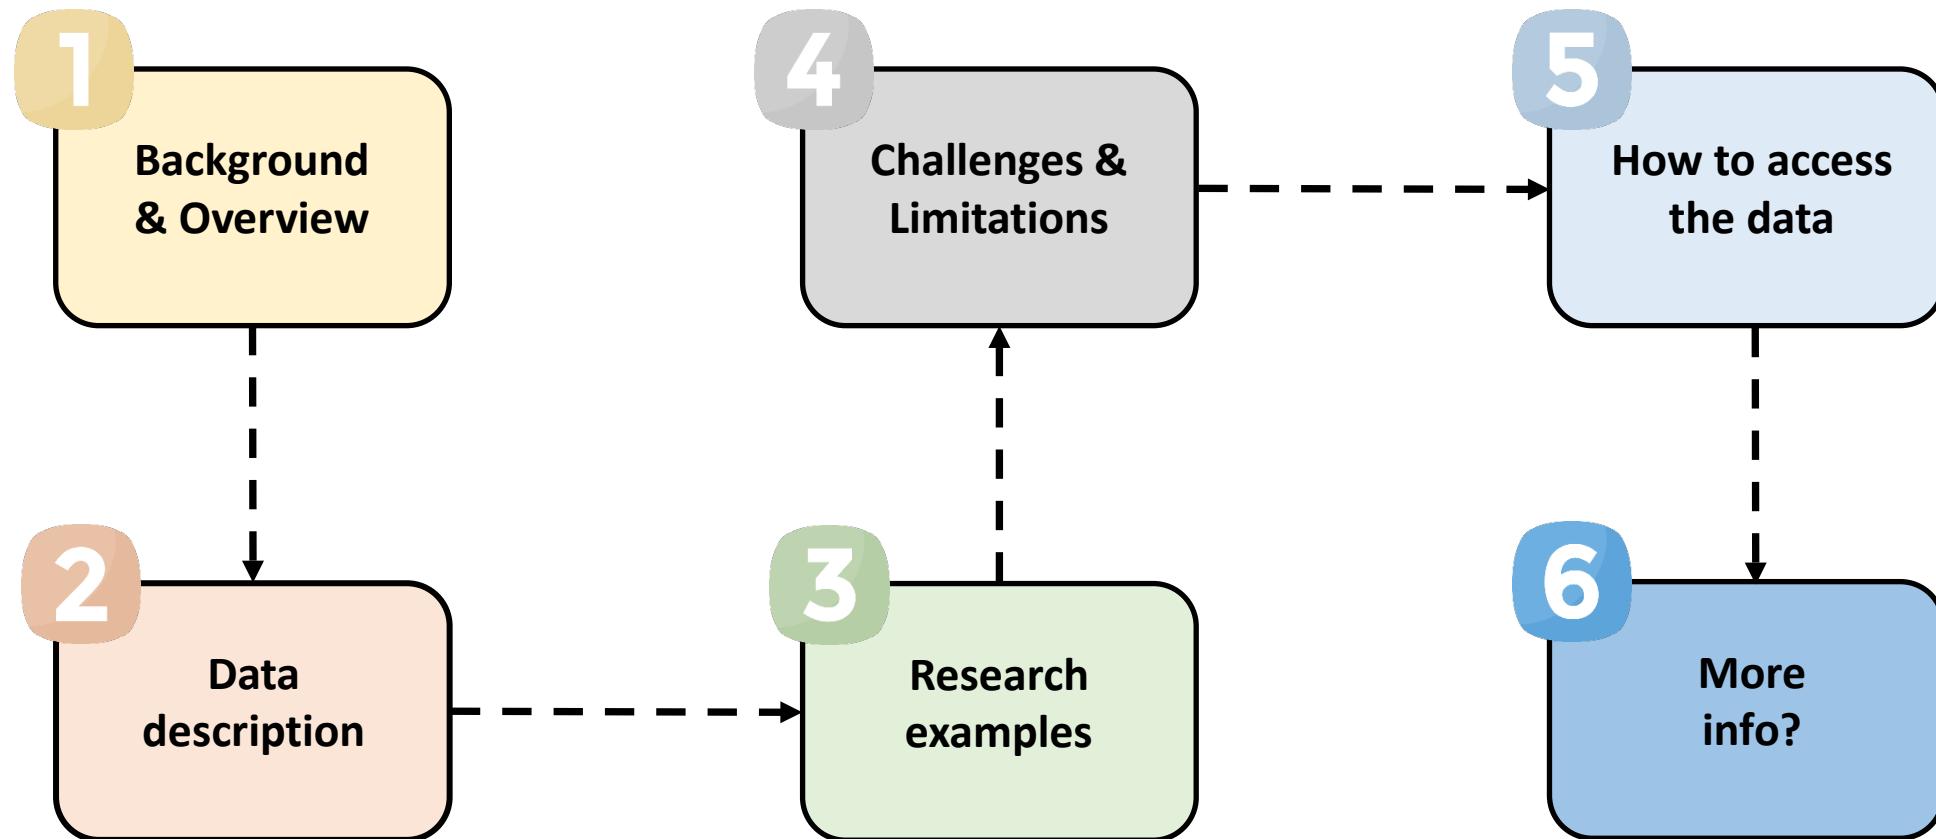 1
Background
& Overview
2
Data
description
3
Research
examples
4
Challenges &
Limitations
5
How to access
the data
6
More
info?